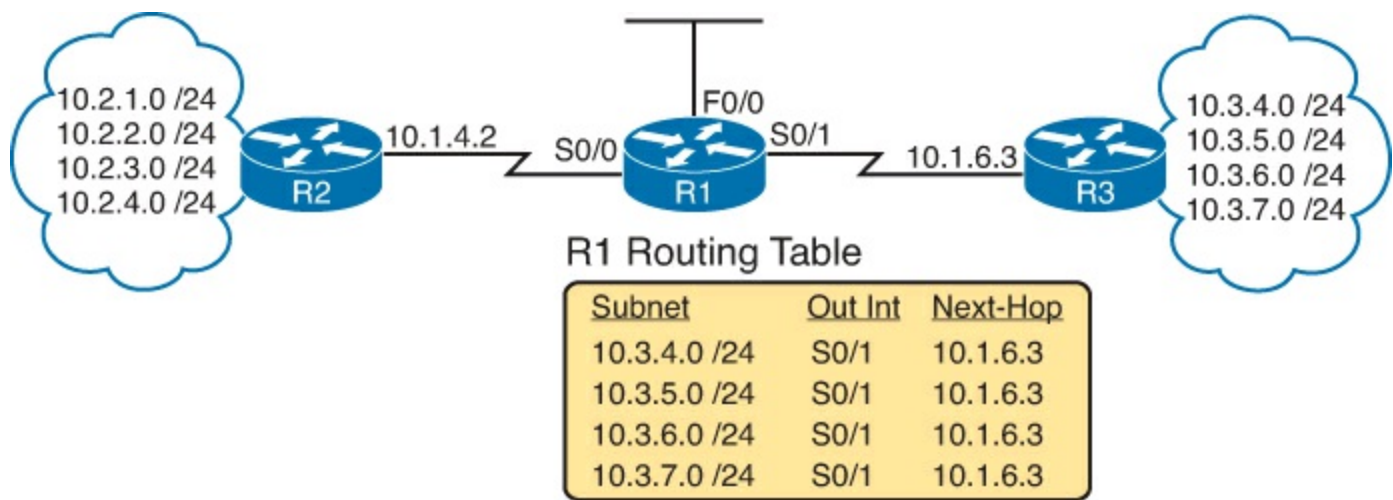 10.2.1.0 /24
10.2.2.0 /24
10.2.3.0 /24
10.2.4.0 /24
R2
10.1.4.2
S0/0
F0/0
R1
S0/1
10.1.6.3
R3
10.3.4.0 /24
10.3.5.0 /24
10.3.6.0 /24
10.3.7.0 /24
R1 Routing Table
Subnet Out Int Next-Hop
10.3.4.0 /24 S0/1 10.1.6.3
10.3.5.0 /24 S0/1 10.1.6.3
10.3.6.0 /24 S0/1 10.1.6.3
10.3.7.0 /24 S0/1 10.1.6.3